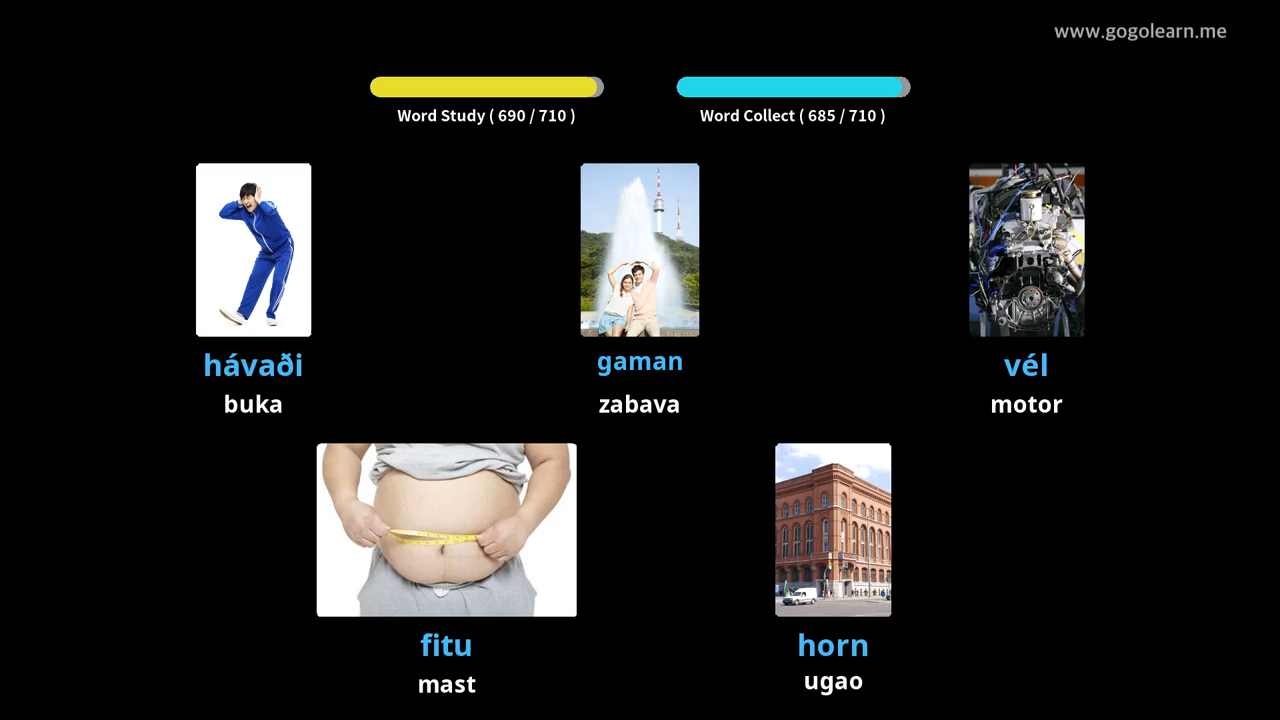 www.gogolearn.me
Word Study ( 690 / 710 )
Word Collect ( 685 / 710 )
hávaði
buka
gaman
zabava
vél
motor
fitu
mast
horn
ugao